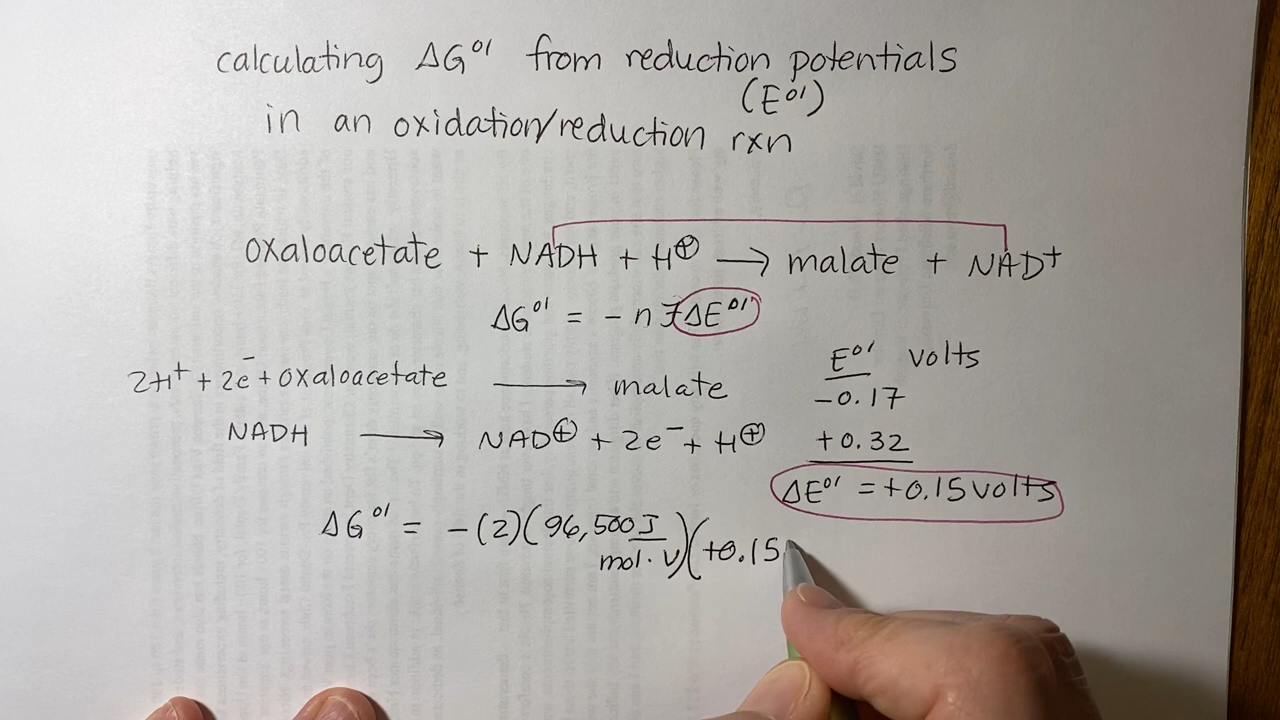 calculating ΔG°' from reduction potentials
(E°')
in an oxidation/reduction rxn
oxaloacetate + NADH + H⊕ → malate + NAD+
ΔG°' = - n ℱ ΔE°'
E°' volts
2H+ + 2e- + oxaloacetate → malate -0.17
NADH → NAD⊕ + 2e- + H⊕ +0.32
ΔE°' = +0.15 volts
ΔG°' = -(2)(96,500 J / mol · V)(+0.15